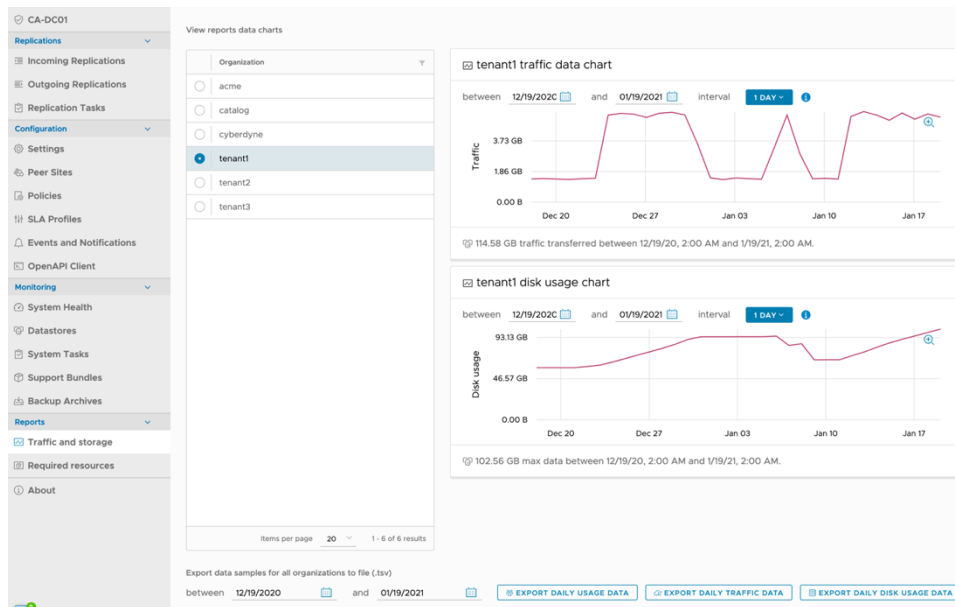 CA-DC01
Replications
Incoming Replications
Outgoing Replications
Replication Tasks
Configuration
Settings
Peer Sites
Policies
SLA Profiles
Events and Notifications
OpenAPI Client
Monitoring
System Health
Datastores
System Tasks
Support Bundles
Backup Archives
Reports
Traffic and storage
Required resources
About
View reports data charts
Organization
acme
catalog
cyberdyne
tenant1
tenant2
tenant3
Items per page 20 1 - 6 of 6 results
tenant1 traffic data chart
between 12/19/202C and 01/19/2021 interval 1 DAY
Traffic
3.73 GB
1.86 GB
0.00 B
Dec 20 Dec 27 Jan 03 Jan 10 Jan 17
114.58 GB traffic transferred between 12/19/20, 2:00 AM and 1/19/21, 2:00 AM.
tenant1 disk usage chart
between 12/19/202C and 01/19/2021 interval 1 DAY
Disk usage
93.13 GB
46.57 GB
0.00 B
Dec 20 Dec 27 Jan 03 Jan 10 Jan 17
102.56 GB max data between 12/19/20, 2:00 AM and 1/19/21, 2:00 AM.
Export data samples for all organizations to file (.tsv)
between 12/19/2020 and 01/19/2021 EXPORT DAILY USAGE DATA EXPORT DAILY TRAFFIC DATA EXPORT DAILY DISK USAGE DATA